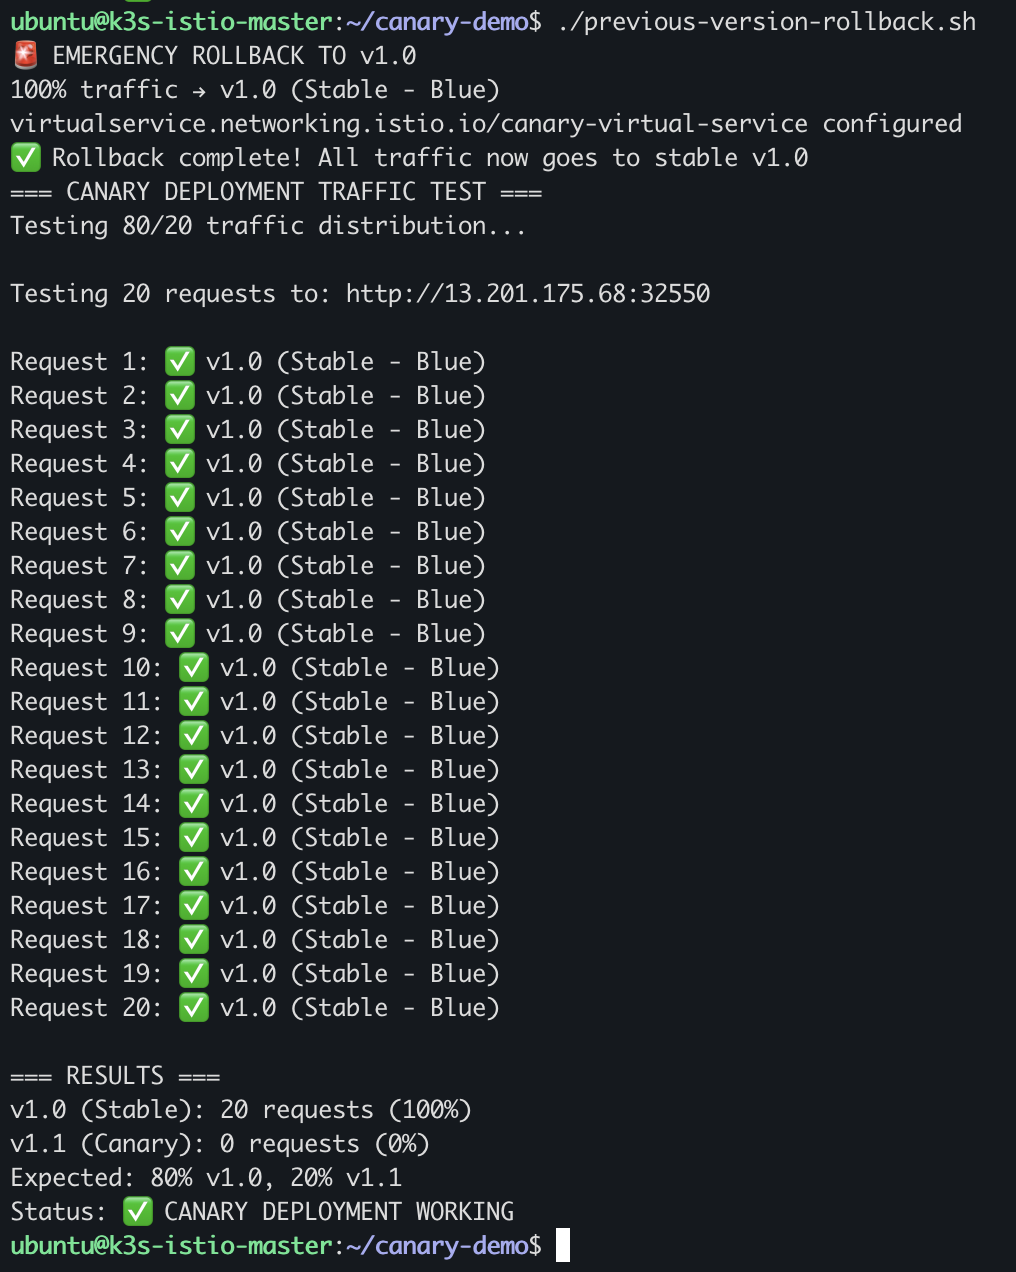 ubuntu@k3s-istio-master:~/canary-demo$ ./previous-version-rollback.sh
🚨 EMERGENCY ROLLBACK TO v1.0
100% traffic → v1.0 (Stable - Blue)
virtualservice.networking.istio.io/canary-virtual-service configured
✅ Rollback complete! All traffic now goes to stable v1.0
=== CANARY DEPLOYMENT TRAFFIC TEST ===
Testing 80/20 traffic distribution...
Testing 20 requests to: http://13.201.175.68:32550
Request 1: ✅ v1.0 (Stable - Blue)
Request 2: ✅ v1.0 (Stable - Blue)
Request 3: ✅ v1.0 (Stable - Blue)
Request 4: ✅ v1.0 (Stable - Blue)
Request 5: ✅ v1.0 (Stable - Blue)
Request 6: ✅ v1.0 (Stable - Blue)
Request 7: ✅ v1.0 (Stable - Blue)
Request 8: ✅ v1.0 (Stable - Blue)
Request 9: ✅ v1.0 (Stable - Blue)
Request 10: ✅ v1.0 (Stable - Blue)
Request 11: ✅ v1.0 (Stable - Blue)
Request 12: ✅ v1.0 (Stable - Blue)
Request 13: ✅ v1.0 (Stable - Blue)
Request 14: ✅ v1.0 (Stable - Blue)
Request 15: ✅ v1.0 (Stable - Blue)
Request 16: ✅ v1.0 (Stable - Blue)
Request 17: ✅ v1.0 (Stable - Blue)
Request 18: ✅ v1.0 (Stable - Blue)
Request 19: ✅ v1.0 (Stable - Blue)
Request 20: ✅ v1.0 (Stable - Blue)
=== RESULTS ===
v1.0 (Stable): 20 requests (100%)
v1.1 (Canary): 0 requests (0%)
Expected: 80% v1.0, 20% v1.1
Status: ✅ CANARY DEPLOYMENT WORKING
ubuntu@k3s-istio-master:~/canary-demo$